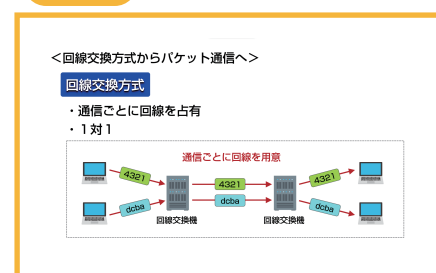 ＜回線交換方式からパケット通信へ＞
回線交換方式
・通信ごとに回線を占有
・１対１
通信ごとに回線を用意
4321 4321 4321
dcba dcba dcba
回線交換機 回線交換機